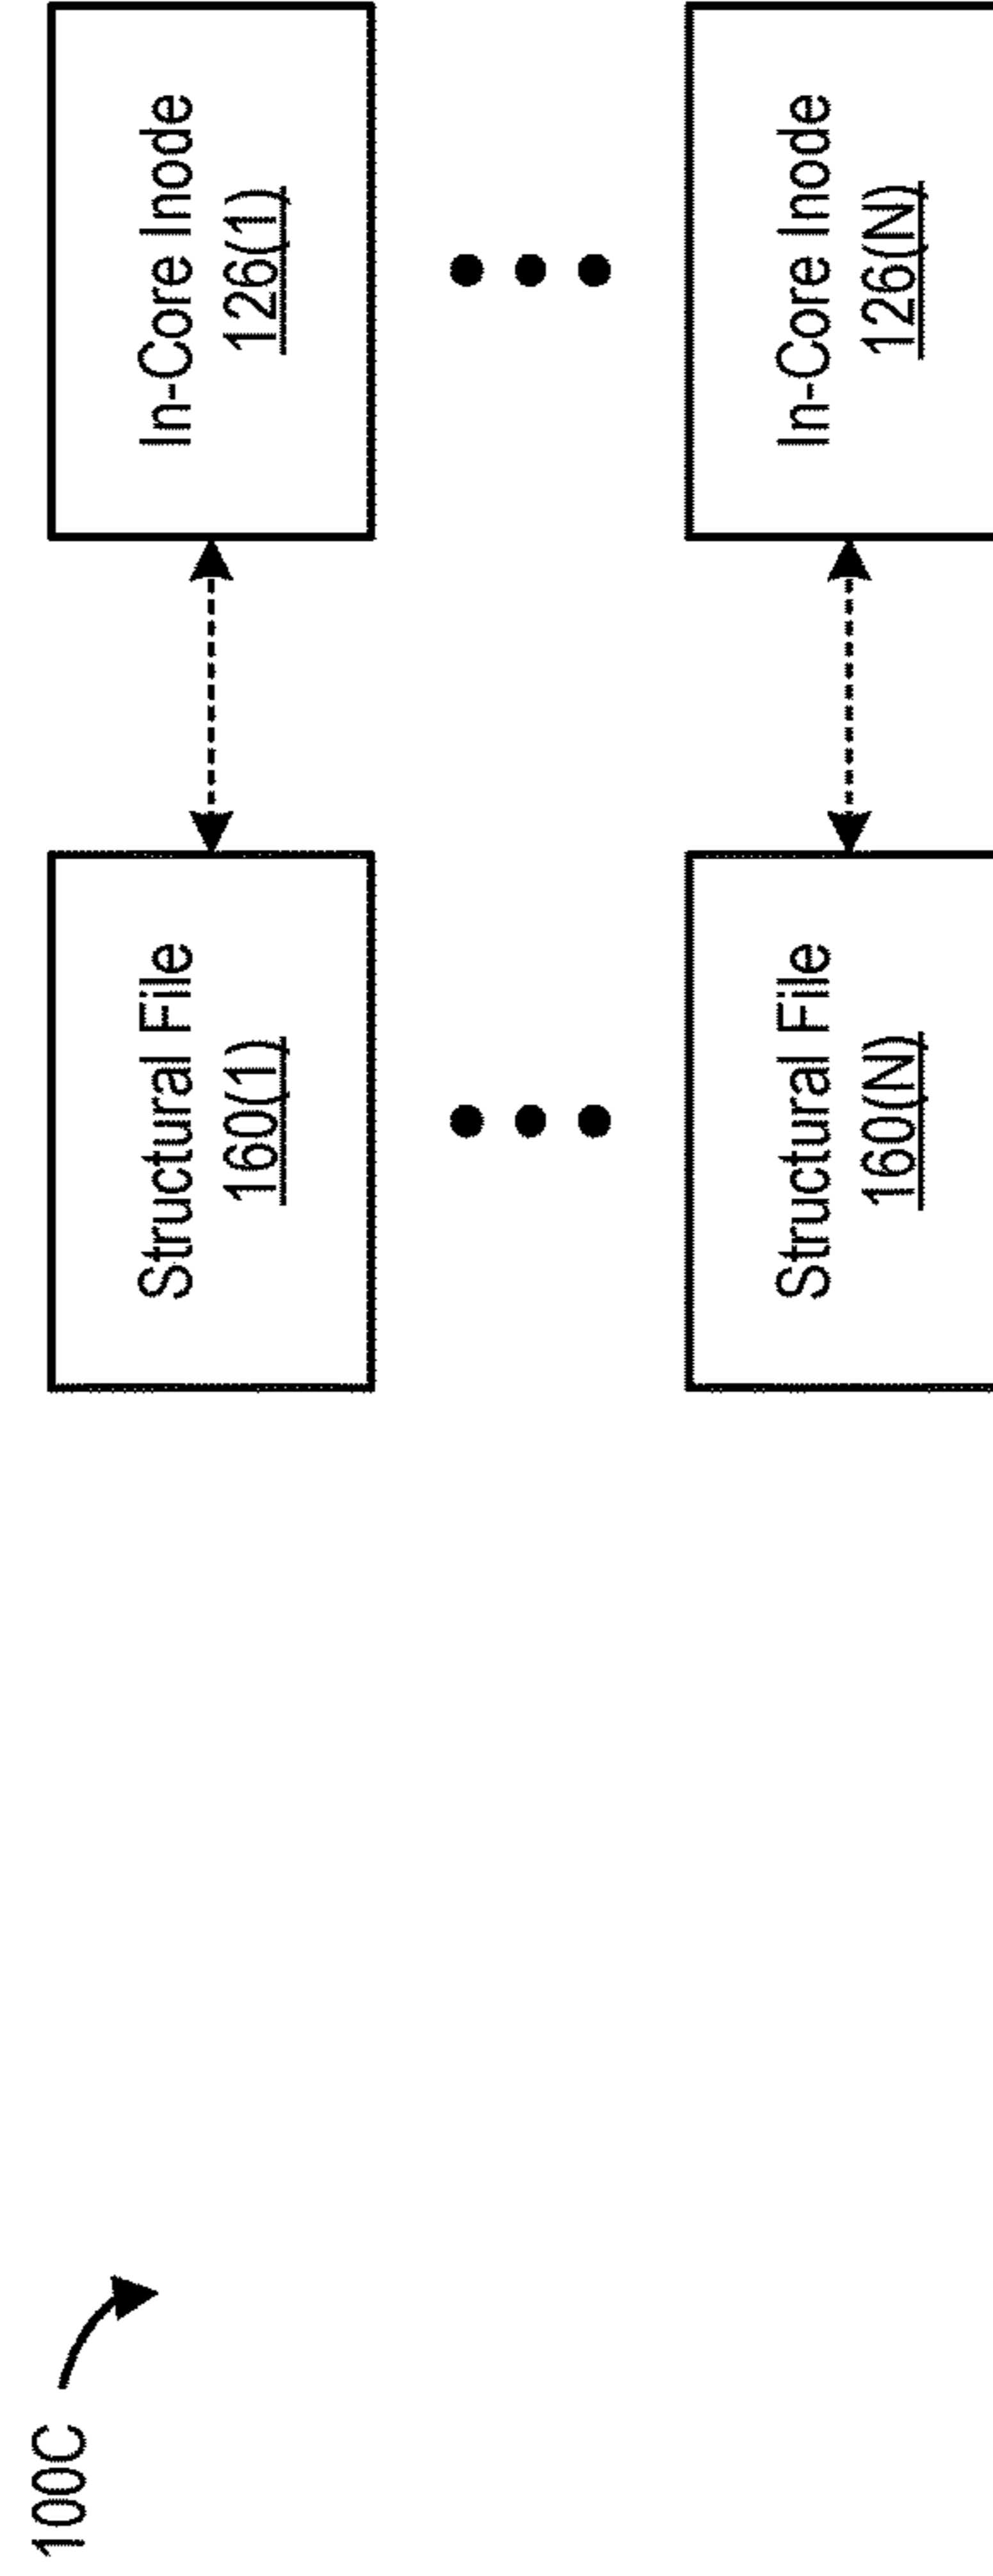 100C
Structural File
160(1)
In-Core Inode
126(1)
Structural File
160(N)
In-Core Inode
126(N)